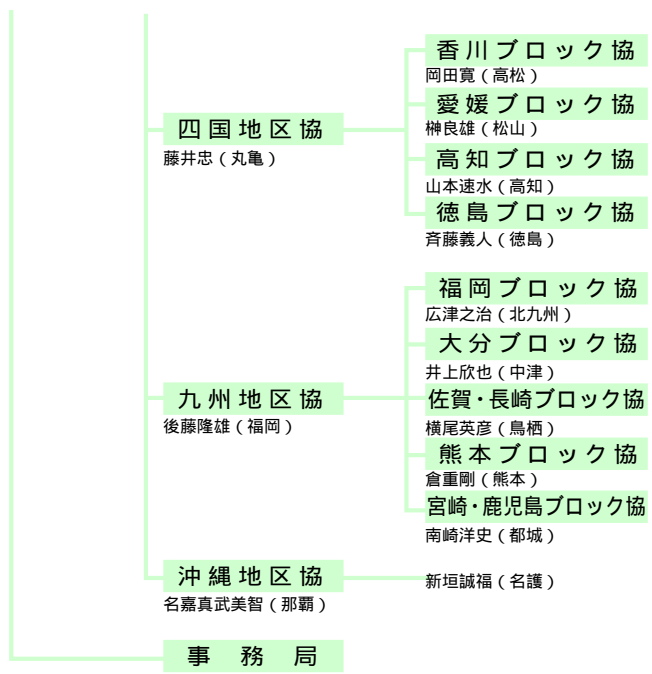 香川ブロック協
岡田寛(高松)
愛媛ブロック協
榊良雄(松山)
四国地区協
藤井忠(丸亀)
高知ブロック協
山本速水(高知)
徳島ブロック協
斉藤義人(徳島)
福岡ブロック協
広津之治(北九州)
大分ブロック協
井上欣也(中津)
九州地区協
後藤隆雄(福岡)
佐賀・長崎ブロック協
横尾英彦(鳥栖)
熊本ブロック協
倉重剛(熊本)
宮崎・鹿児島ブロック協
南崎洋史(都城)
沖縄地区協
名嘉真武美智(那覇)
新垣誠福(名護)
事務局